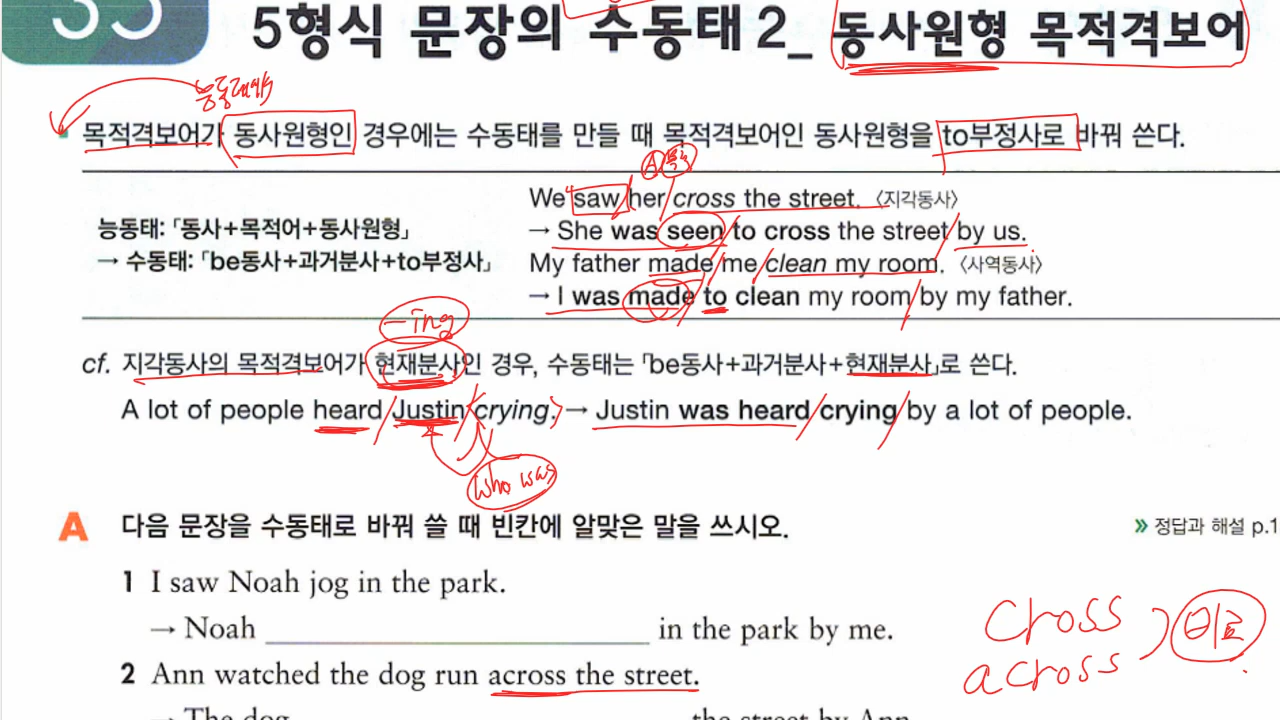 33
5형식 문장의 수동태2_ 동사원형 목적격보어
목적격보어가 동사원형인 경우에는 수동태를 만들 때 목적격보어인 동사원형을 to부정사로 바꿔 쓴다.
능동태: 「동사+목적어+동사원형」
→ 수동태: 「be동사+과거분사+to부정사」
We saw her cross the street. 〈지각동사〉
→ She was seen to cross the street by us.
My father made me clean my room. 〈사역동사〉
→ I was made to clean my room by my father.
-ing
cf. 지각동사의 목적격보어가 현재분사인 경우, 수동태는 「be동사+과거분사+현재분사」로 쓴다.
A lot of people heard Justin crying. → Justin was heard crying by a lot of people.
who was
A 다음 문장을 수동태로 바꿔 쓸 때 빈칸에 알맞은 말을 쓰시오.
» 정답과 해설 p.1
1 I saw Noah jog in the park.
→ Noah ____ in the park by me.
2 Ann watched the dog run across the street.
→ The dog ____ the street by Ann.
cross
across
비교